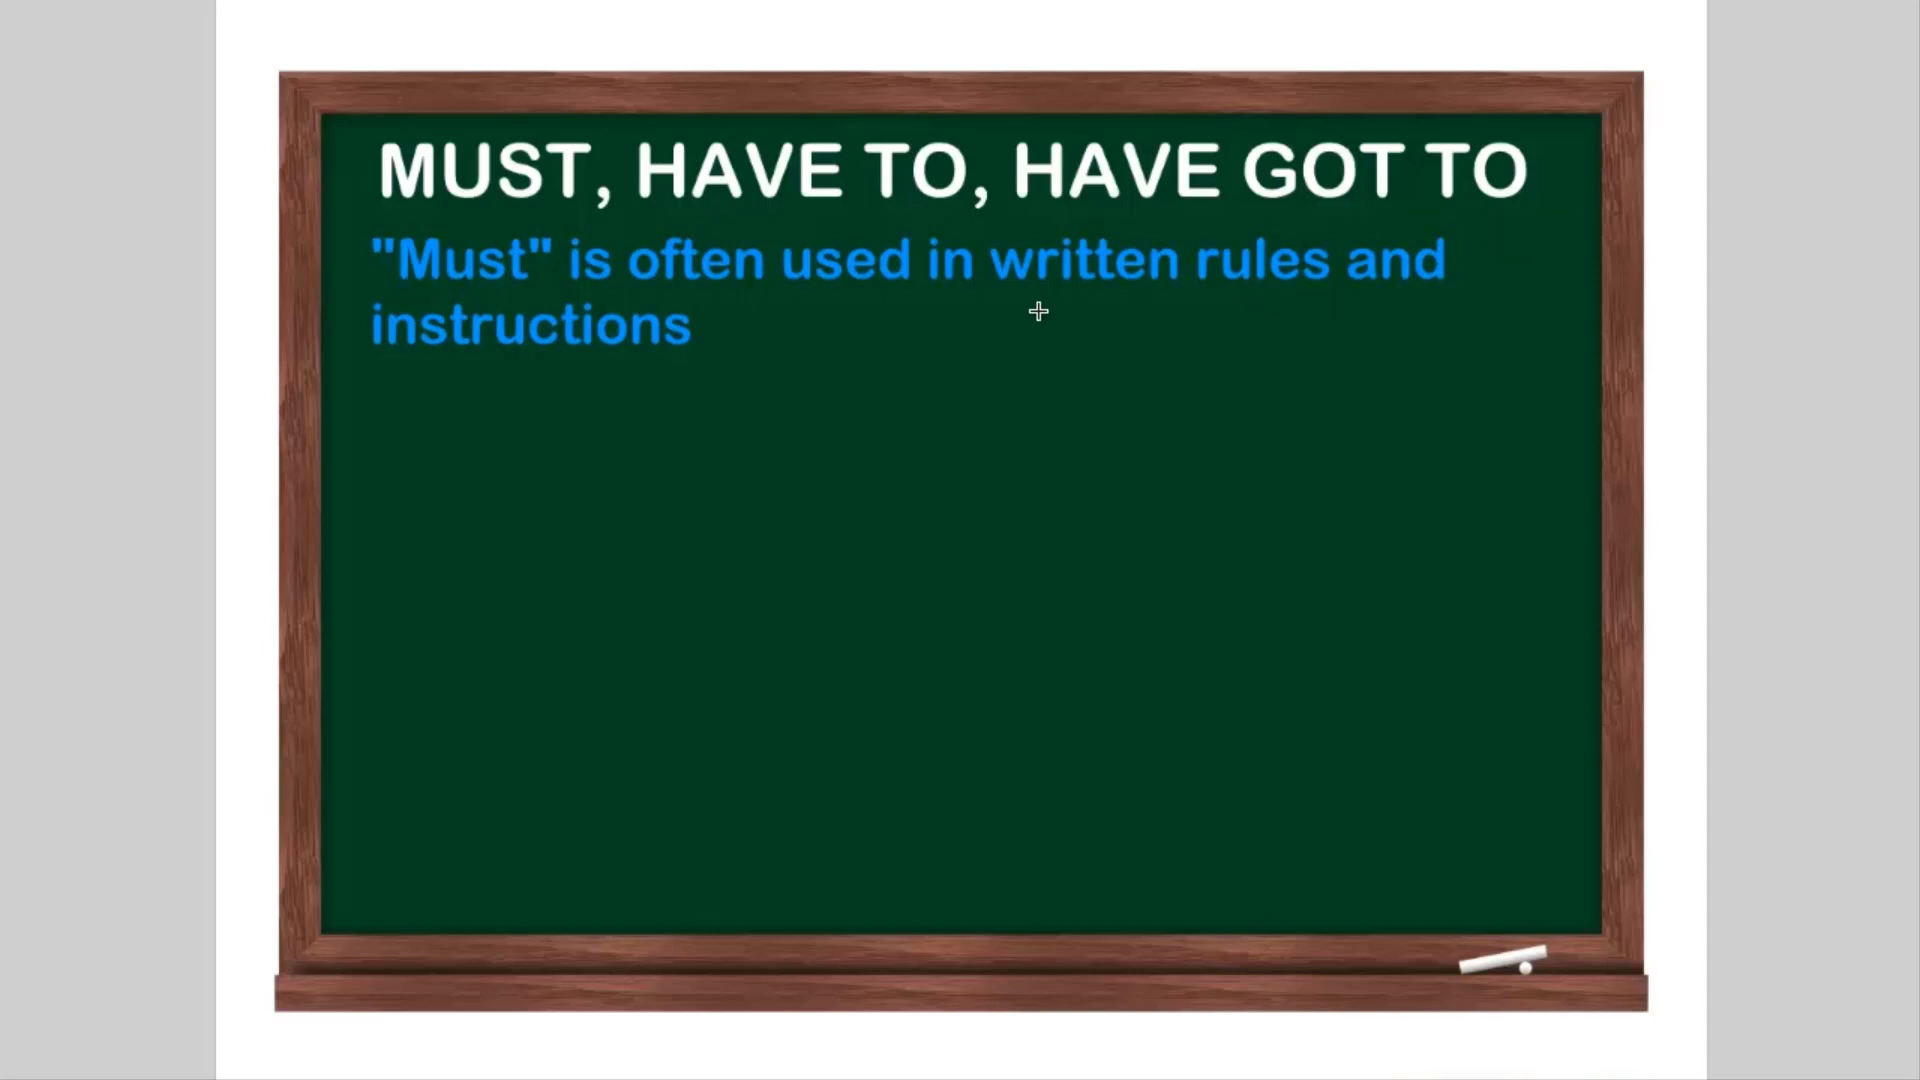 MUST, HAVE TO, HAVE GOT TO
"Must" is often used in written rules and
instructions